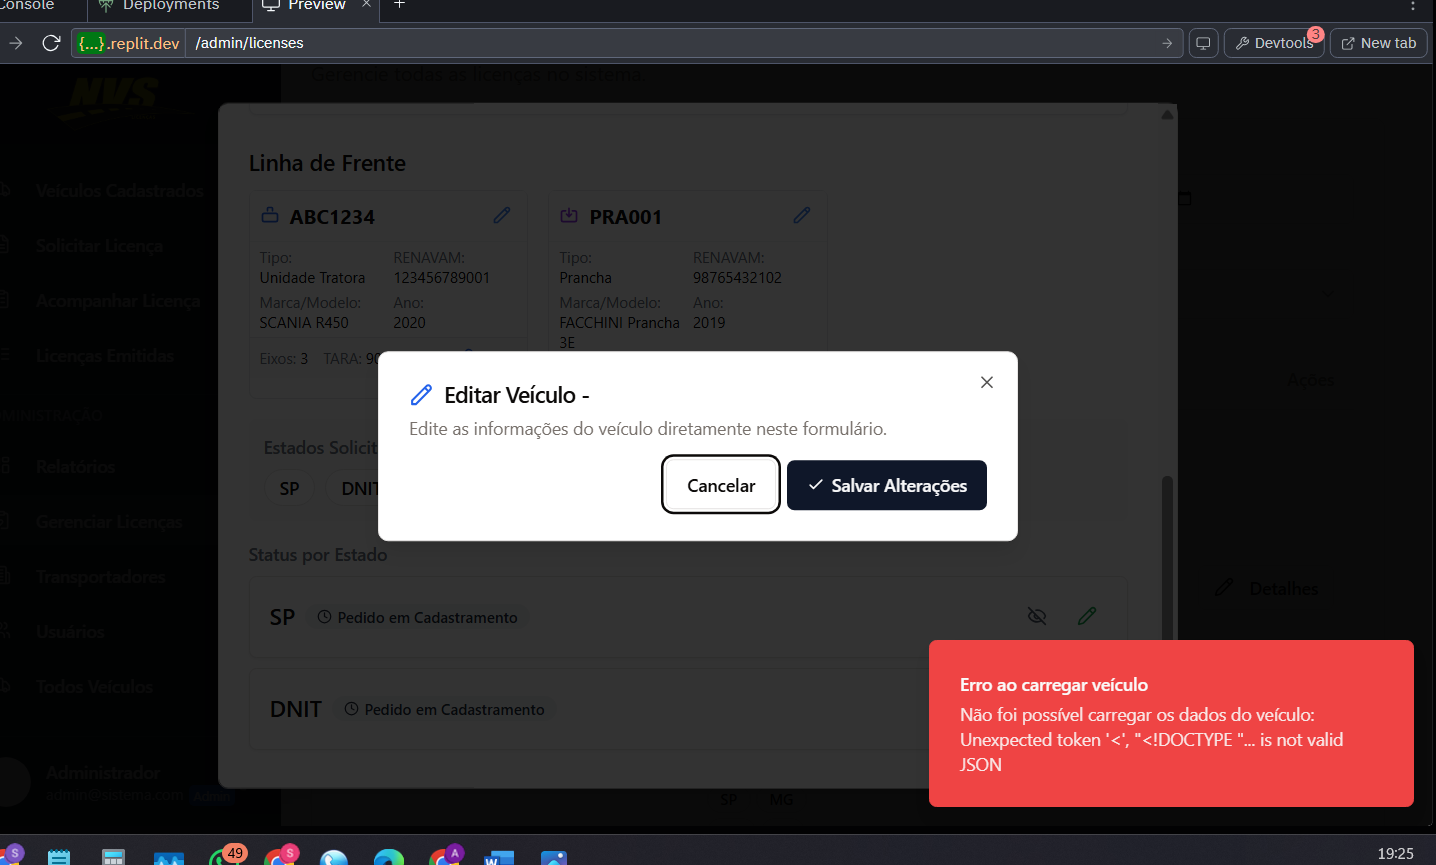 Console
Deployments
Preview
{...}.replit.dev
/admin/licenses
Devtools
3
New tab
Gerencie todas as licenças no sistema
NVS
Veículos Cadastrados
Solicitar Licença
Acompanhar Licença
Licenças Emitidas
Relatórios
Gerenciar Licenças
Transportadores
Usuários
Todos Veículos
Administrador
Linha de Frente
ABC1234
PRA001
Tipo: RENAVAM:
Unidade Tratora 123456789001
Marca/Modelo: Ano:
SCANIA R450 2020
Eixos: 3 TARA: 90
Tipo: RENAVAM:
Prancha 98765432102
Marca/Modelo: Ano:
FACCHINI Prancha 2019
3E
Ações
Editar Veículo -
Edite as informações do veículo diretamente neste formulário.
Cancelar
Salvar Alterações
Estados Solicit
SP DNIT
Status por Estado
SP Pedido em Cadastramento
DNIT Pedido em Cadastramento
Detalhes
Erro ao carregar veículo
Não foi possível carregar os dados do veículo:
Unexpected token '<', "<!DOCTYPE "... is not valid
JSON
SP MG
S
49
S
A
19:25